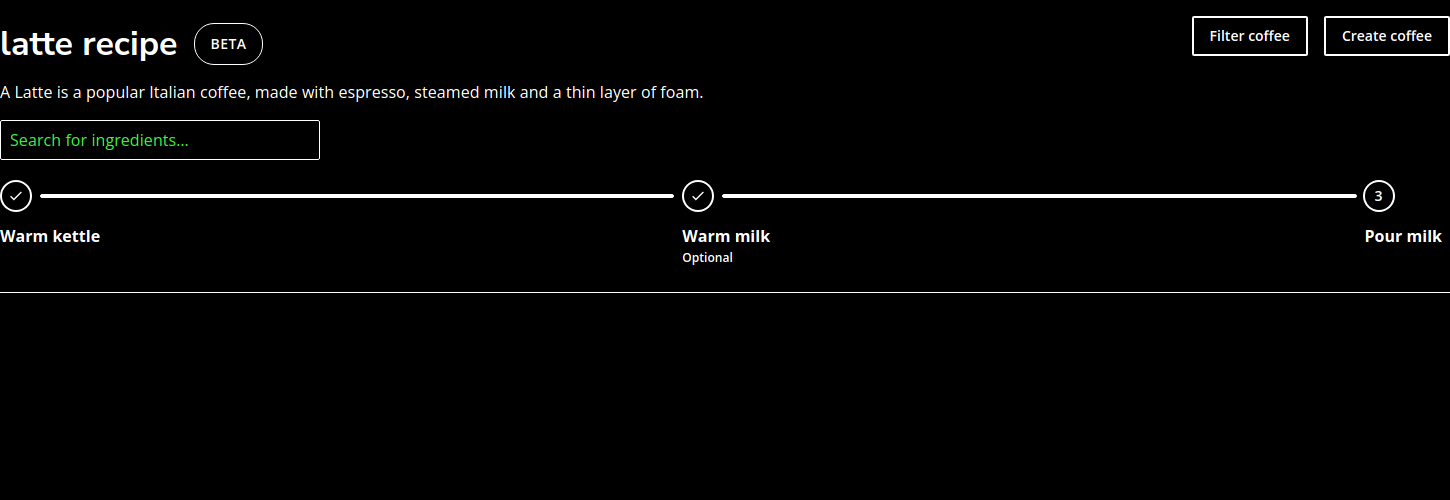 latte recipe BETA
Filter coffee Create coffee
A Latte is a popular Italian coffee, made with espresso, steamed milk and a thin layer of foam.
Search for ingredients...
3
Warm kettle Warm milk Pour milk
Optional